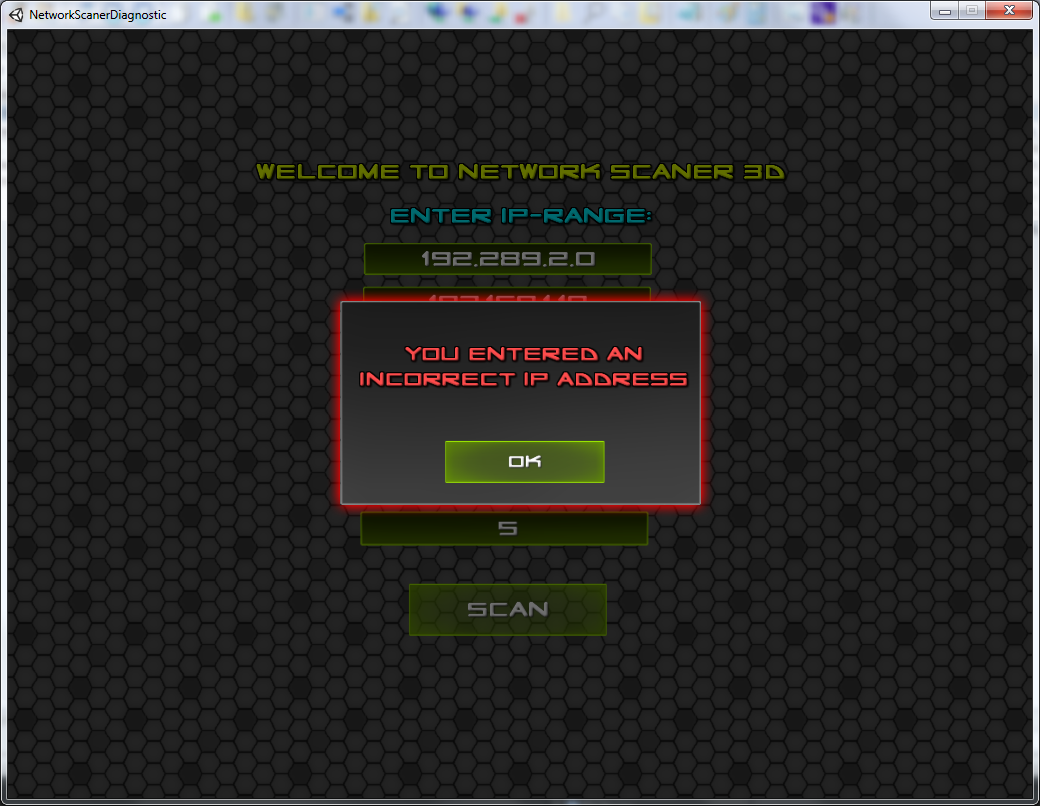 NetworkScanerDiagnostic
WELCOME TO NETWORK SCANER 3D
ENTER IP-RANGE:
192.289.2.0
YOU ENTERED AN
INCORRECT IP ADDRESS
OK
5
SCAN